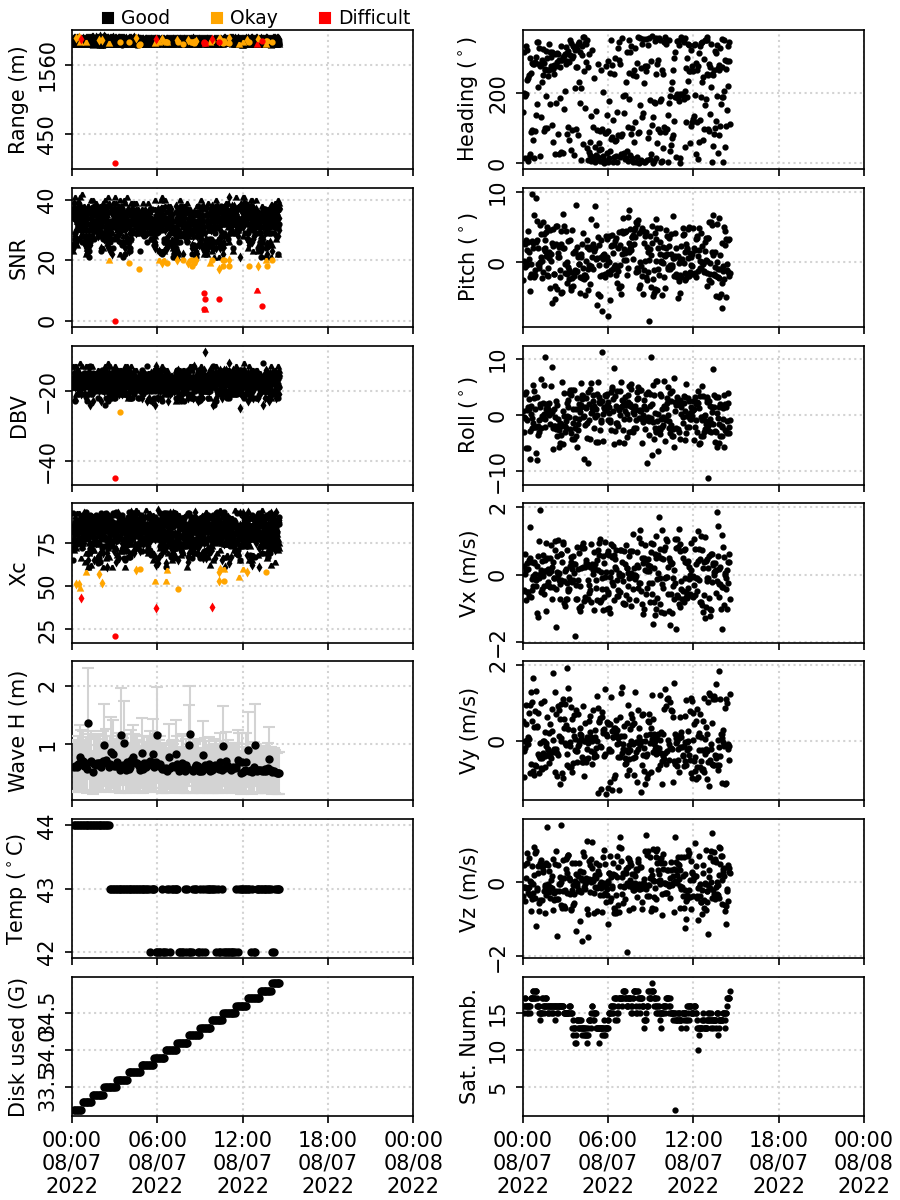 Good Okay Difficult
Range (m)
1560
450
Heading (°)
200
0
SNR
40
20
0
Pitch (°)
10
0
DBV
−20
−40
Roll (°)
10
0
−10
Xc
75
50
25
Vx (m/s)
2
0
−2
Wave H (m)
2
1
Vy (m/s)
2
0
Temp (°C)
44
43
42
Vz (m/s)
0
−2
Disk used (G)
34.5
34.0
33.5
Sat. Numb.
15
10
5
00:00 06:00 12:00 18:00 00:00
08/07 08/07 08/07 08/07 08/08
2022 2022 2022 2022 2022
00:00 06:00 12:00 18:00 00:00
08/07 08/07 08/07 08/07 08/08
2022 2022 2022 2022 2022